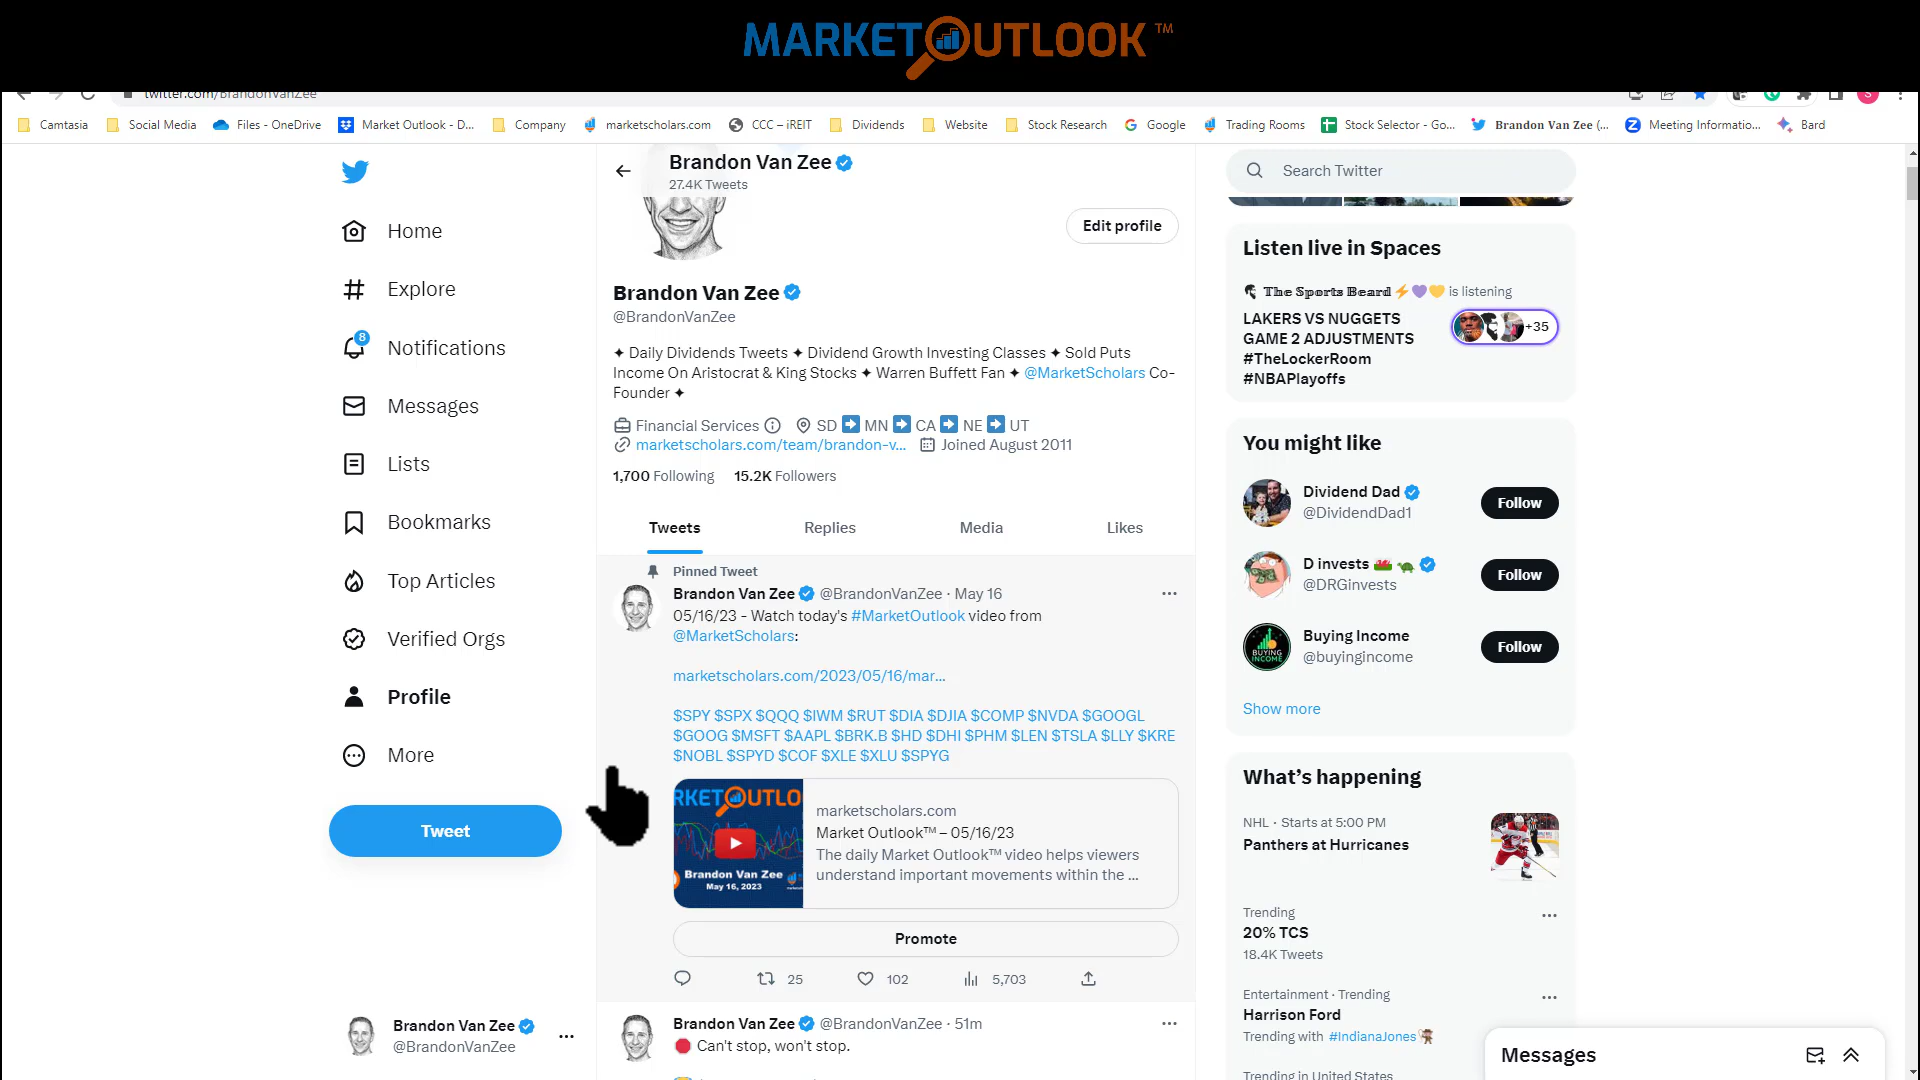 MARKETOUTLOOK™
twitter.com/BrandonVanZee
Camtasia
Social Media
Files - OneDrive
Market Outlook - D...
Company
marketscholars.com
CCC – iREIT
Dividends
Website
Stock Research
Google
Trading Rooms
Stock Selector - Go...
Brandon Van Zee (...
Meeting Informatio...
Bard
Home
Explore
8
Notifications
Messages
Lists
Bookmarks
Top Articles
Verified Orgs
Profile
More
Tweet
Brandon Van Zee
@BrandonVanZee
Brandon Van Zee
27.4K Tweets
Edit profile
Brandon Van Zee
@BrandonVanZee
✦ Daily Dividends Tweets ✦ Dividend Growth Investing Classes ✦ Sold Puts
Income On Aristocrat & King Stocks ✦ Warren Buffett Fan ✦ @MarketScholars Co-
Founder ✦
Financial Services SD ➡ MN ➡ CA ➡ NE ➡ UT
marketscholars.com/team/brandon-v... Joined August 2011
1,700 Following 15.2K Followers
Tweets Replies Media Likes
Pinned Tweet
Brandon Van Zee @BrandonVanZee · May 16
05/16/23 - Watch today's #MarketOutlook video from
@MarketScholars:
marketscholars.com/2023/05/16/mar...
$SPY $SPX $QQQ $IWM $RUT $DIA $DJIA $COMP $NVDA $GOOGL
$GOOG $MSFT $AAPL $BRK.B $HD $DHI $PHM $LEN $TSLA $LLY $KRE
$NOBL $SPYD $COF $XLE $XLU $SPYG
RKETOUTLO
Brandon Van Zee
May 16, 2023
marketscholars.com
Market Outlook™ – 05/16/23
The daily Market Outlook™ video helps viewers
understand important movements within the ...
Promote
25 102 5,703
Brandon Van Zee @BrandonVanZee · 51m
🛑 Can't stop, won't stop.
Search Twitter
Listen live in Spaces
The Sports Beard⚡💜💛 is listening
LAKERS VS NUGGETS
GAME 2 ADJUSTMENTS
#TheLockerRoom
#NBAPlayoffs
+35
You might like
Dividend Dad
@DividendDad1
Follow
D invests 🏴󠁧󠁢󠁷󠁬󠁳󠁿 🐢
@DRGinvests
Follow
BUYING
INCOME
Buying Income
@buyingincome
Follow
Show more
What's happening
NHL · Starts at 5:00 PM
Panthers at Hurricanes
Trending
20% TCS
18.4K Tweets
Entertainment · Trending
Harrison Ford
Trending with #IndianaJones
Trending in United States
Messages